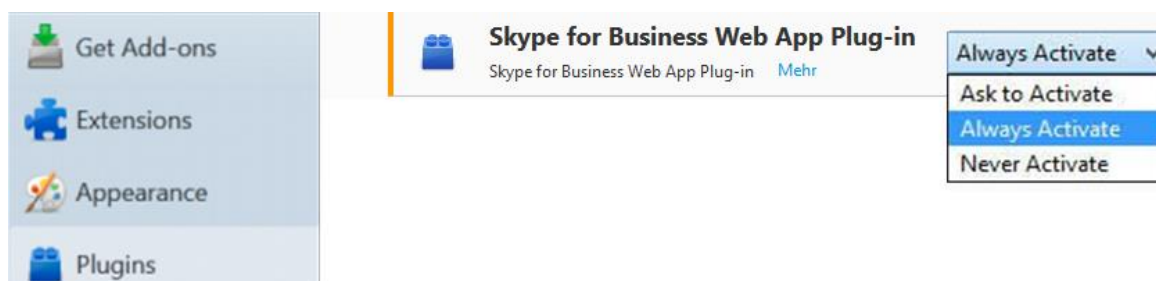 Get Add-ons
Extensions
Appearance
Plugins
Skype for Business Web App Plug-in
Skype for Business Web App Plug-in Mehr
Always Activate
Ask to Activate
Always Activate
Never Activate